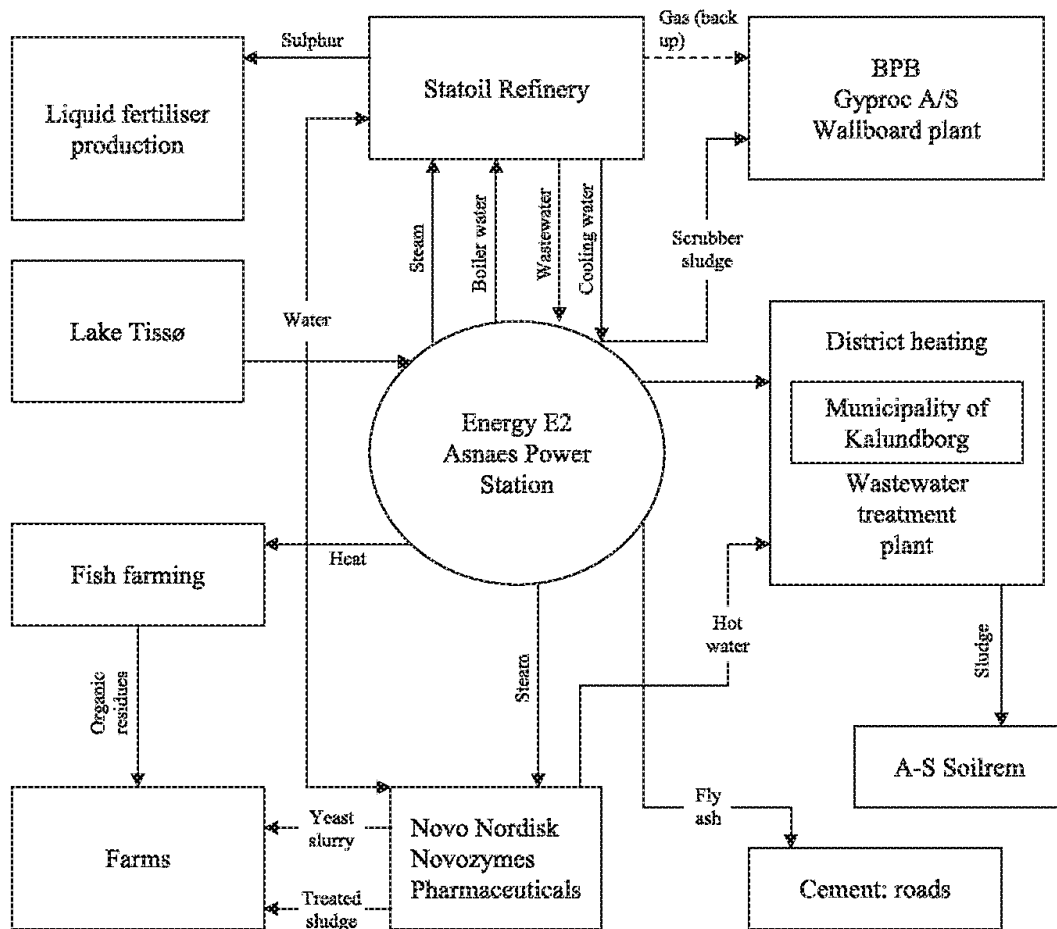 Sulphur
Gas (back
up)
Liquid fertiliser
production
Statoil Refinery
BPB
Gyproc A/S
Wallboard plant
Steam
Boiler water
Wastewater
Cooling water
Scrubber
sludge
Lake Tissø
Water
District heating
Municipality of
Kalundborg
Wastewater
treatment
plant
Energy E2
Asnaes Power
Station
Fish farming
Heat
Hot
water
Sludge
Organic
residues
Steam
A-S Soilrem
Farms
Yeast
slurry
Treated
sludge
Novo Nordisk
Novozymes
Pharmaceuticals
Fly
ash
Cement: roads